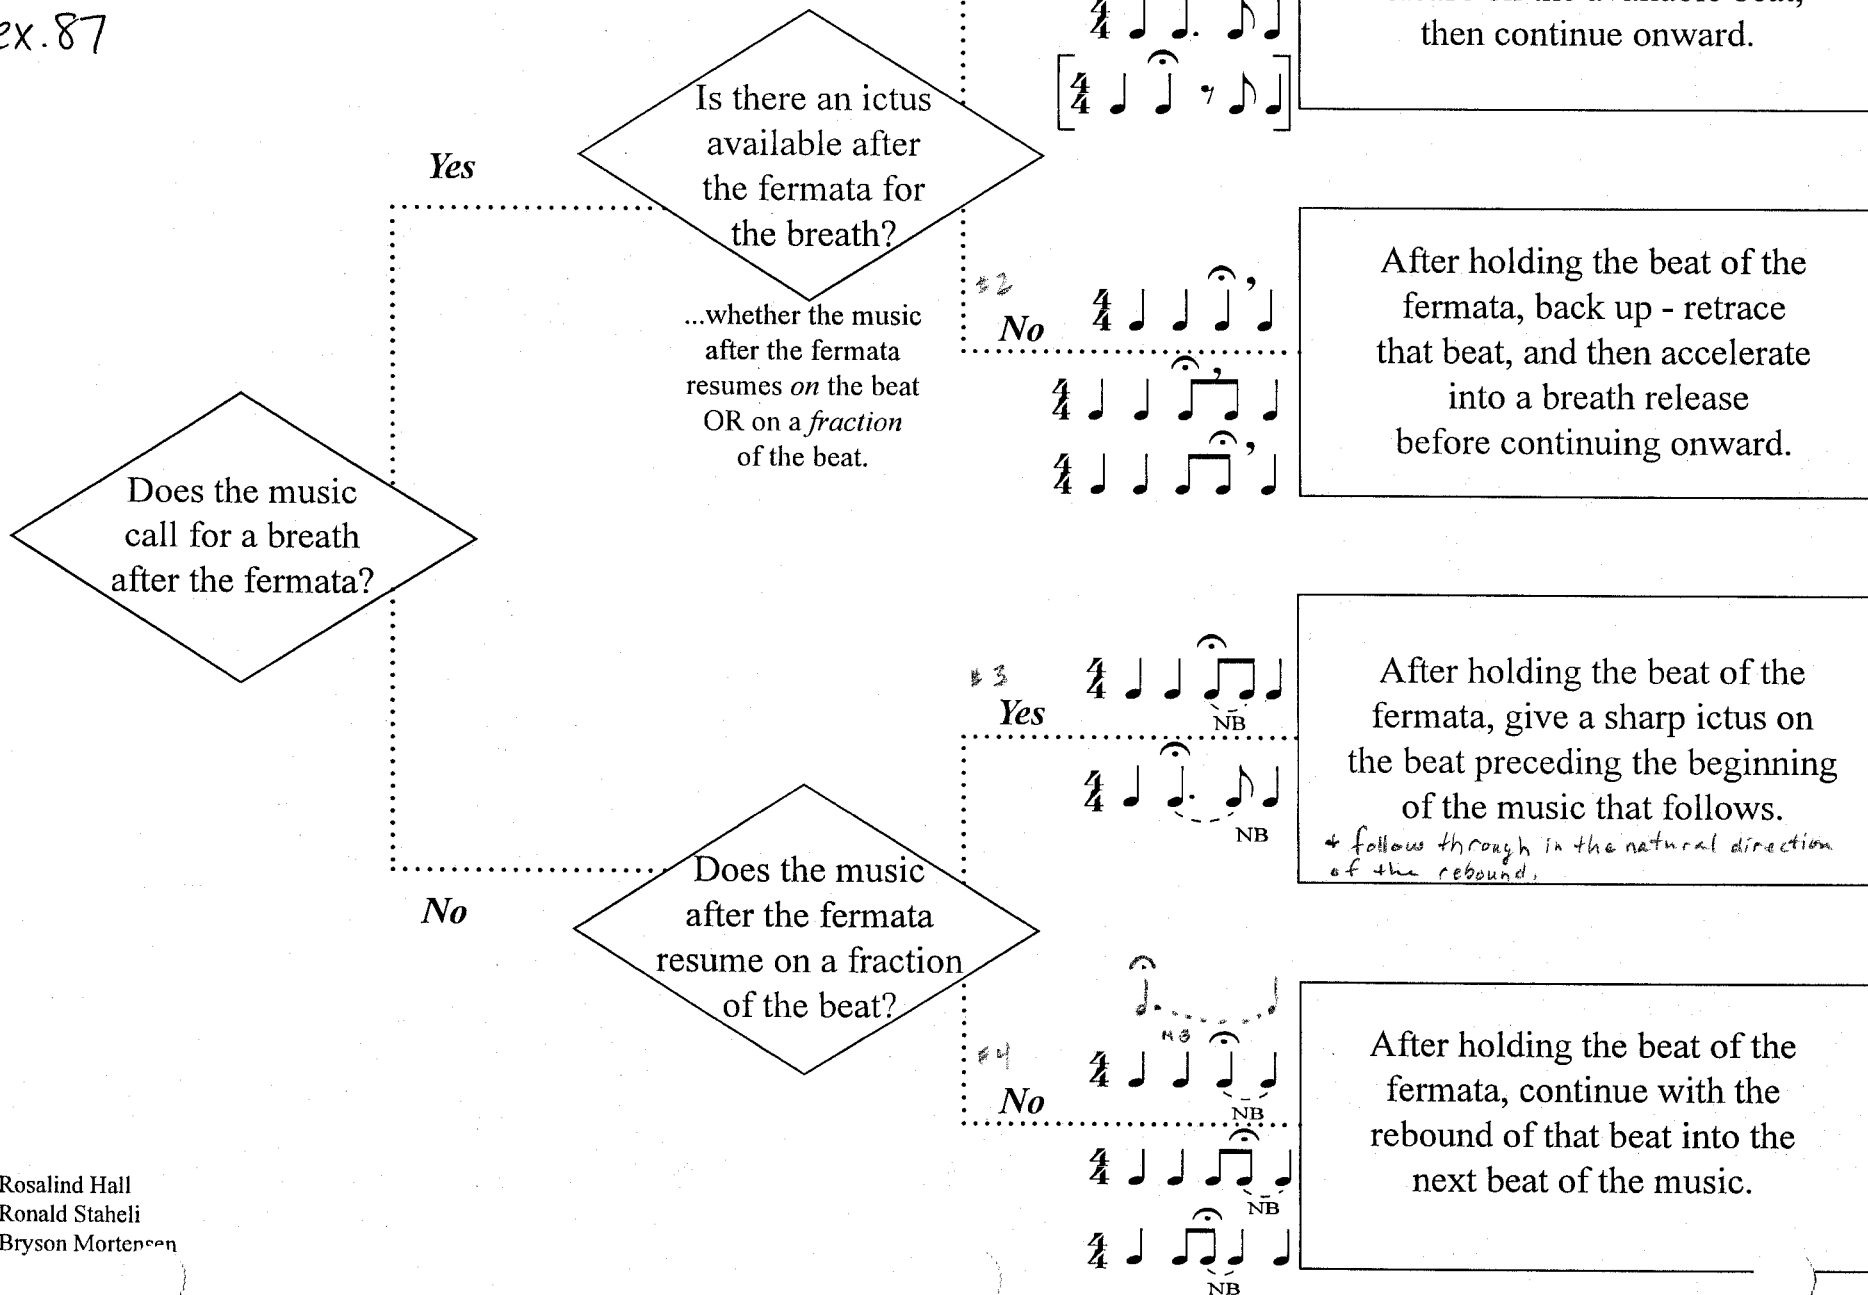 ex.87
then continue onward.
Is there an ictus
available after
the fermata for
the breath?
Yes
...whether the music
after the fermata
resumes on the beat
OR on a fraction
of the beat.
#2
No
After holding the beat of the
fermata, back up - retrace
that beat, and then accelerate
into a breath release
before continuing onward.
Does the music
call for a breath
after the fermata?
#3
Yes
NB
NB
After holding the beat of the
fermata, give a sharp ictus on
the beat preceding the beginning
of the music that follows.
+ follow through in the natural direction
of the rebound.
No
Does the music
after the fermata
resume on a fraction
of the beat?
NB
#4
No
NB
NB
NB
After holding the beat of the
fermata, continue with the
rebound of that beat into the
next beat of the music.
Rosalind Hall
Ronald Staheli
Bryson Mortensen